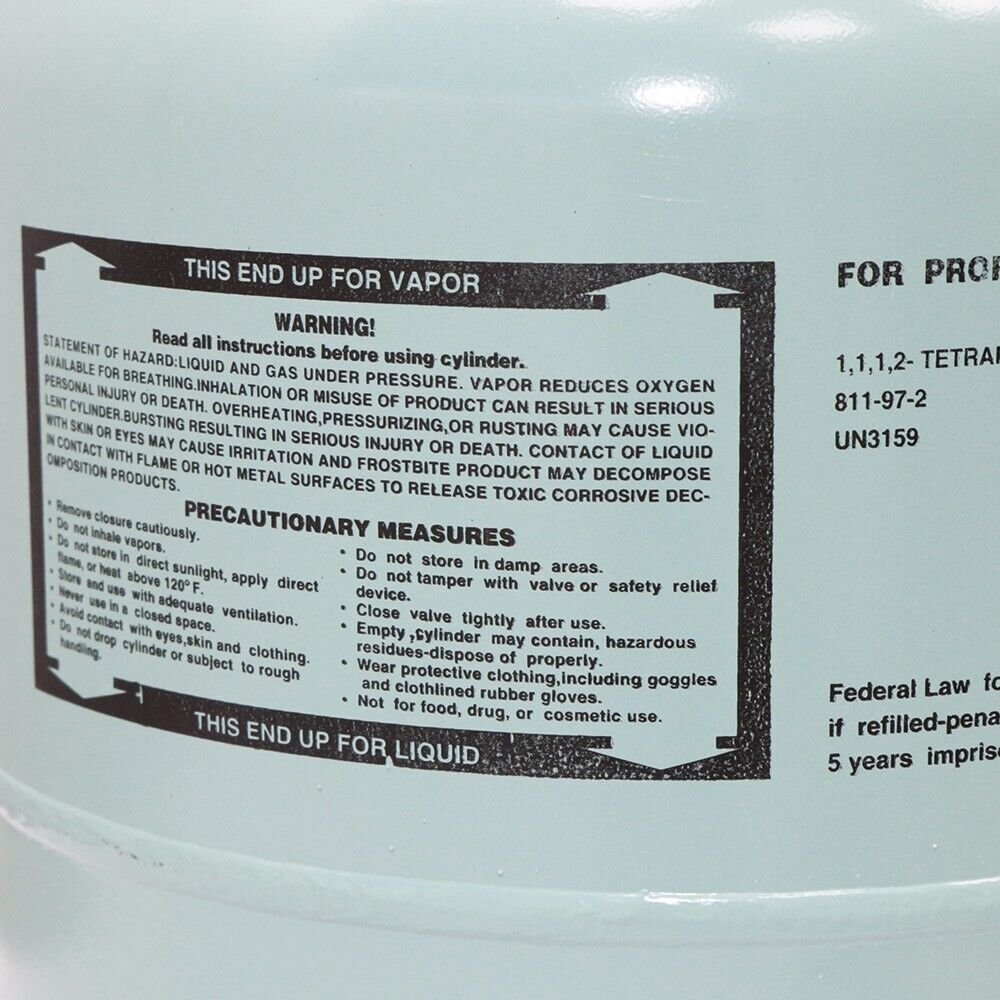 THIS END UP FOR VAPOR
WARNING!
Read all instructions before using cylinder.
STATEMENT OF HAZARD:LIQUID AND GAS UNDER PRESSURE. VAPOR REDUCES OXYGEN
AVAILABLE FOR BREATHING.INHALATION OR MISUSE OF PRODUCT CAN RESULT IN SERIOUS
PERSONAL INJURY OR DEATH. OVERHEATING,PRESSURIZING,OR RUSTING MAY CAUSE VIO-
LENT CYLINDER.BURSTING RESULTING IN SERIOUS INJURY OR DEATH. CONTACT OF LIQUID
WITH SKIN OR EYES MAY CAUSE IRRITATION AND FROSTBITE PRODUCT MAY DECOMPOSE
IN CONTACT WITH FLAME OR HOT METAL SURFACES TO RELEASE TOXIC CORROSIVE DEC-
OMPOSITION PRODUCTS.
PRECAUTIONARY MEASURES
• Remove closure cautiously.
• Do not inhale vapors.
• Do not store in direct sunlight, apply direct
flame, or heat above 120° F.
• Store and use with adequate ventilation.
• Never use in a closed space.
• Avoid contact with eyes,skin and clothing.
• Do not drop cylinder or subject to rough
handling.
• Do not store in damp areas.
• Do not tamper with valve or safety relief
device.
• Close valve tightly after use.
• Empty ,cylinder may contain, hazardous
residues-dispose of properly.
• Wear protective clothing,including goggles
and clothlined rubber gloves.
• Not for food, drug, or cosmetic use.
THIS END UP FOR LIQUID
FOR PROP
1,1,1,2- TETRAF
811-97-2
UN3159
Federal Law fo
if refilled-pena
5 years impriso